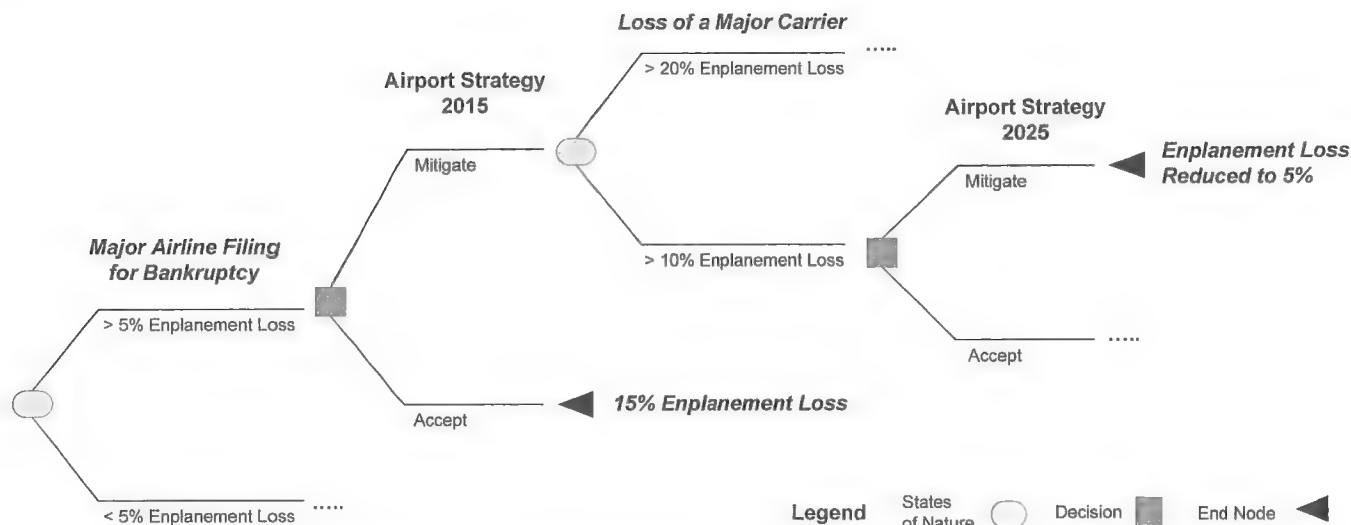 Loss of a Major Carrier
> 20% Enplanement Loss
.....
Airport Strategy
2015
Mitigate
Airport Strategy
2025
Mitigate
Enplanement Loss
Reduced to 5%
Major Airline Filing
for Bankruptcy
> 10% Enplanement Loss
> 5% Enplanement Loss
Accept
.....
Accept
15% Enplanement Loss
< 5% Enplanement Loss
.....
Legend
States
of Nature
Decision
End Node